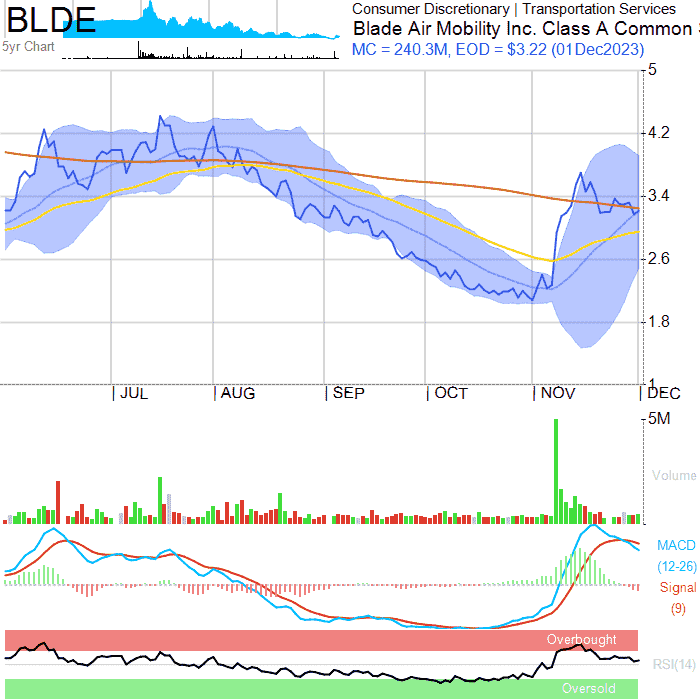 BLDE
5yr Chart
Consumer Discretionary | Transportation Services
Blade Air Mobility Inc. Class A Common
MC = 240.3M, EOD = $3.22 (01Dec2023)
5
4.2
3.4
2.6
1.8
1
JUL
AUG
SEP
OCT
NOV
DEC
5M
Volume
MACD
(12-26)
Signal
(9)
Overbought
RSI(14)
Oversold